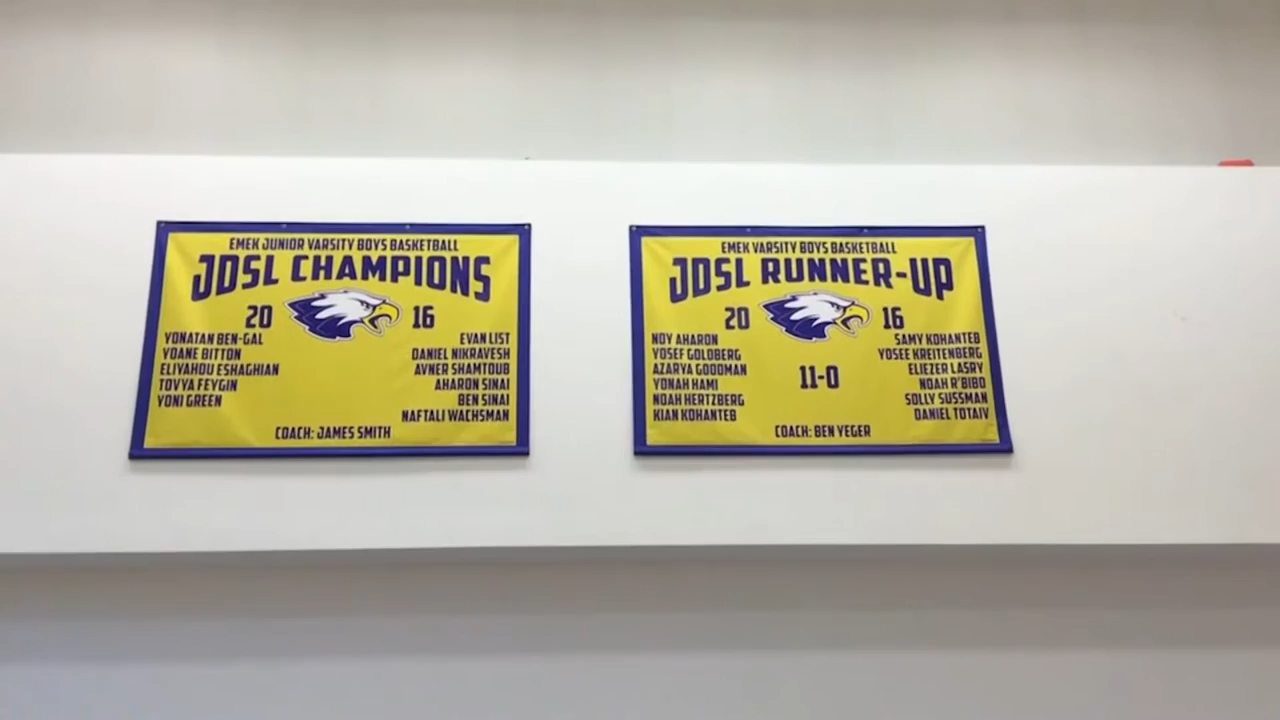 EMEK JUNIOR VARSITY BOYS BASKETBALL
JDSL CHAMPIONS
20 16
YONATAN BEN-GAL
YOANE BITTON
ELIYAHOU ESHAGHIAN
TOVYA FEYGIN
YONI GREEN
EVAN LIST
DANIEL NIKRAVESH
AVNER SHAMTOUB
AHARON SINAI
BEN SINAI
NAFTALI WACHSMAN
COACH: JAMES SMITH
EMEK VARSITY BOYS BASKETBALL
JDSL RUNNER-UP
20 16
NOY AHARON
YOSEF GOLDBERG
AZARYA GOODMAN
YONAH HAMI
NOAH HERTZBERG
KIAN KOHANTEB
11-0
SAMY KOHANTEB
YOSEE KREITENBERG
ELIEZER LASRY
NOAH R'BIBO
SOLLY SUSSMAN
DANIEL TOTAIV
COACH: BEN YEGER